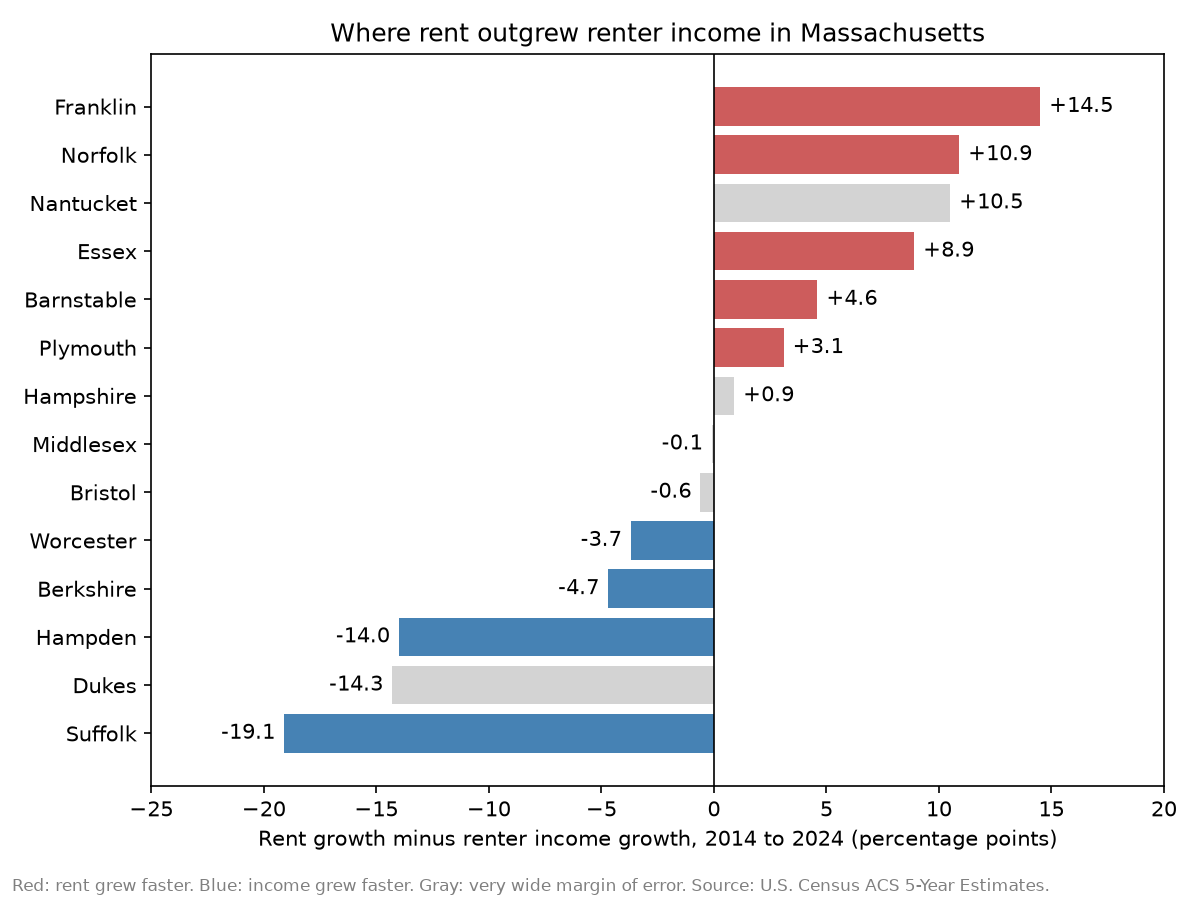 Where rent outgrew renter income in Massachusetts
Franklin +14.5
Norfolk +10.9
Nantucket +10.5
Essex +8.9
Barnstable +4.6
Plymouth +3.1
Hampshire +0.9
Middlesex -0.1
Bristol -0.6
Worcester -3.7
Berkshire -4.7
Hampden -14.0
Dukes -14.3
Suffolk -19.1
−25 −20 −15 −10 −5 0 5 10 15 20
Rent growth minus renter income growth, 2014 to 2024 (percentage points)
Red: rent grew faster. Blue: income grew faster. Gray: very wide margin of error. Source: U.S. Census ACS 5-Year Estimates.